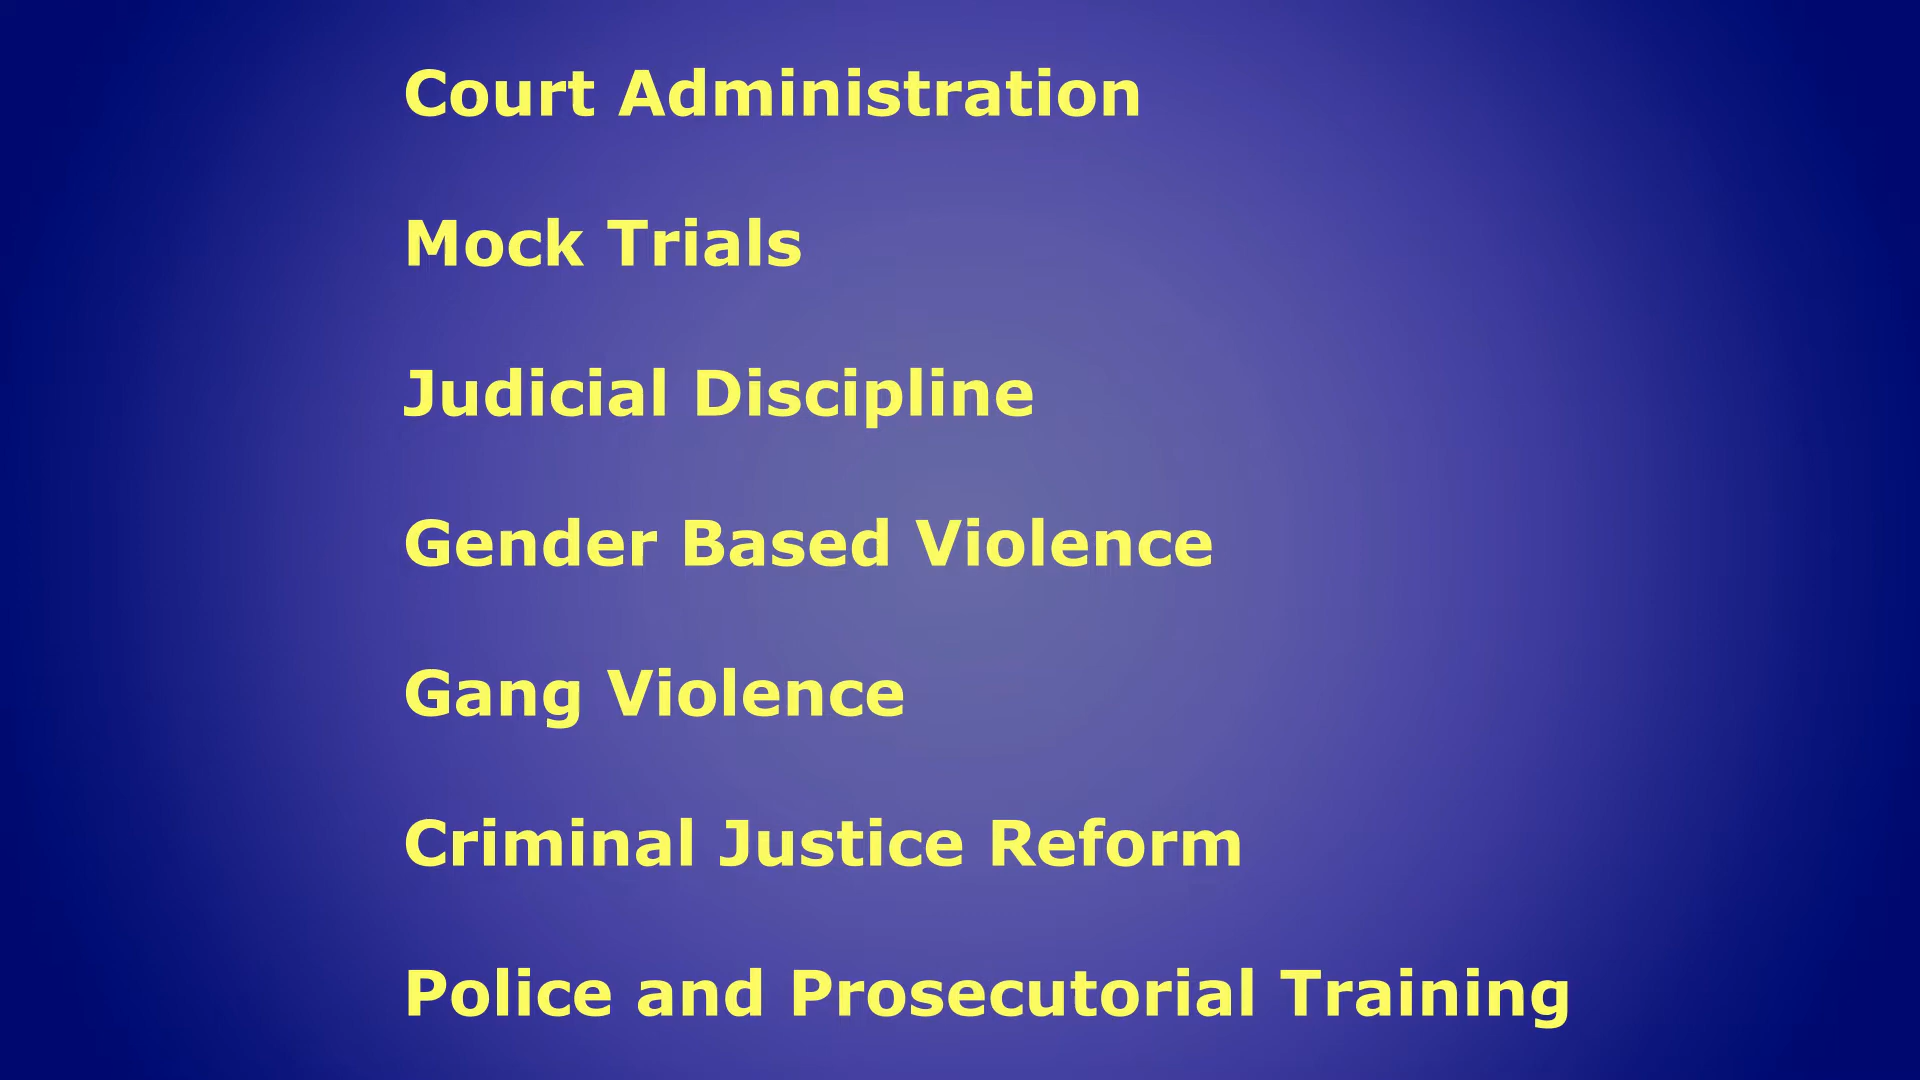 Court Administration
Mock Trials
Judicial Discipline
Gender Based Violence
Gang Violence
Criminal Justice Reform
Police and Prosecutorial Training